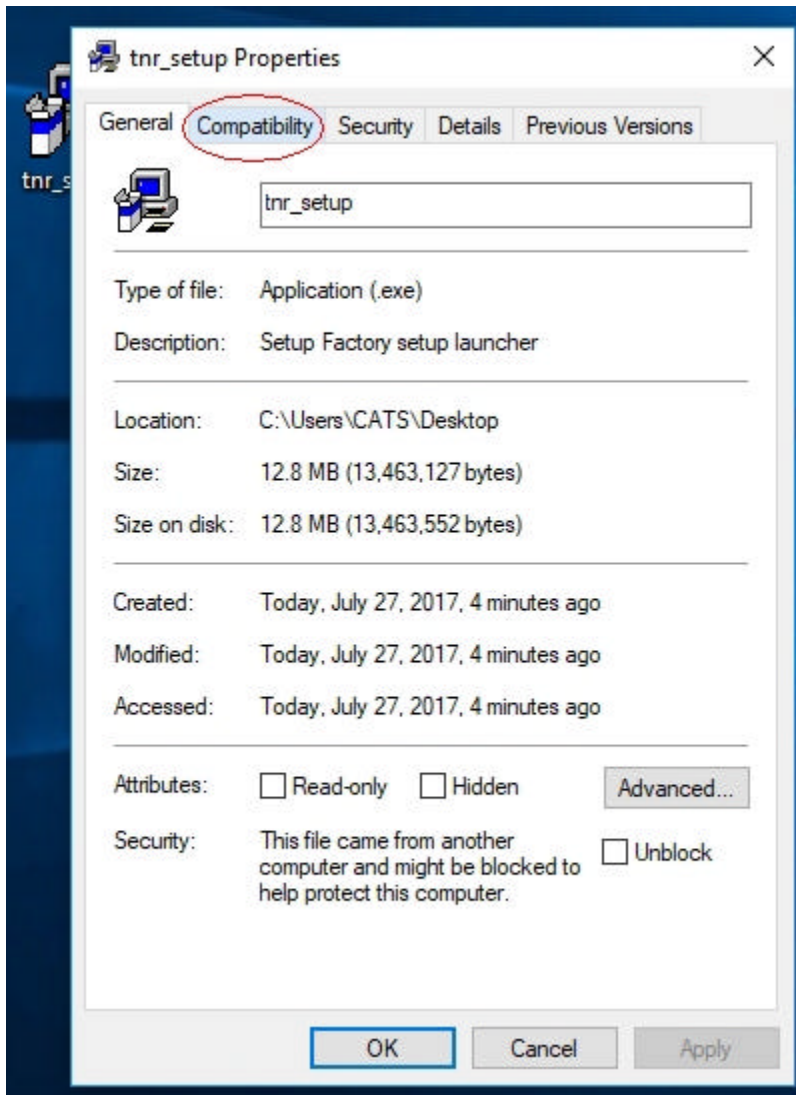 tnr_setup Properties
General Compatibility Security Details Previous Versions
tnr_s
tnr_setup
Type of file: Application (.exe)
Description: Setup Factory setup launcher
Location: C:\Users\CATS\Desktop
Size: 12.8 MB (13,463,127 bytes)
Size on disk: 12.8 MB (13,463,552 bytes)
Created: Today, July 27, 2017, 4 minutes ago
Modified: Today, July 27, 2017, 4 minutes ago
Accessed: Today, July 27, 2017, 4 minutes ago
Attributes: Read-only Hidden Advanced...
Security: This file came from another
computer and might be blocked to
help protect this computer.
Unblock
OK Cancel Apply